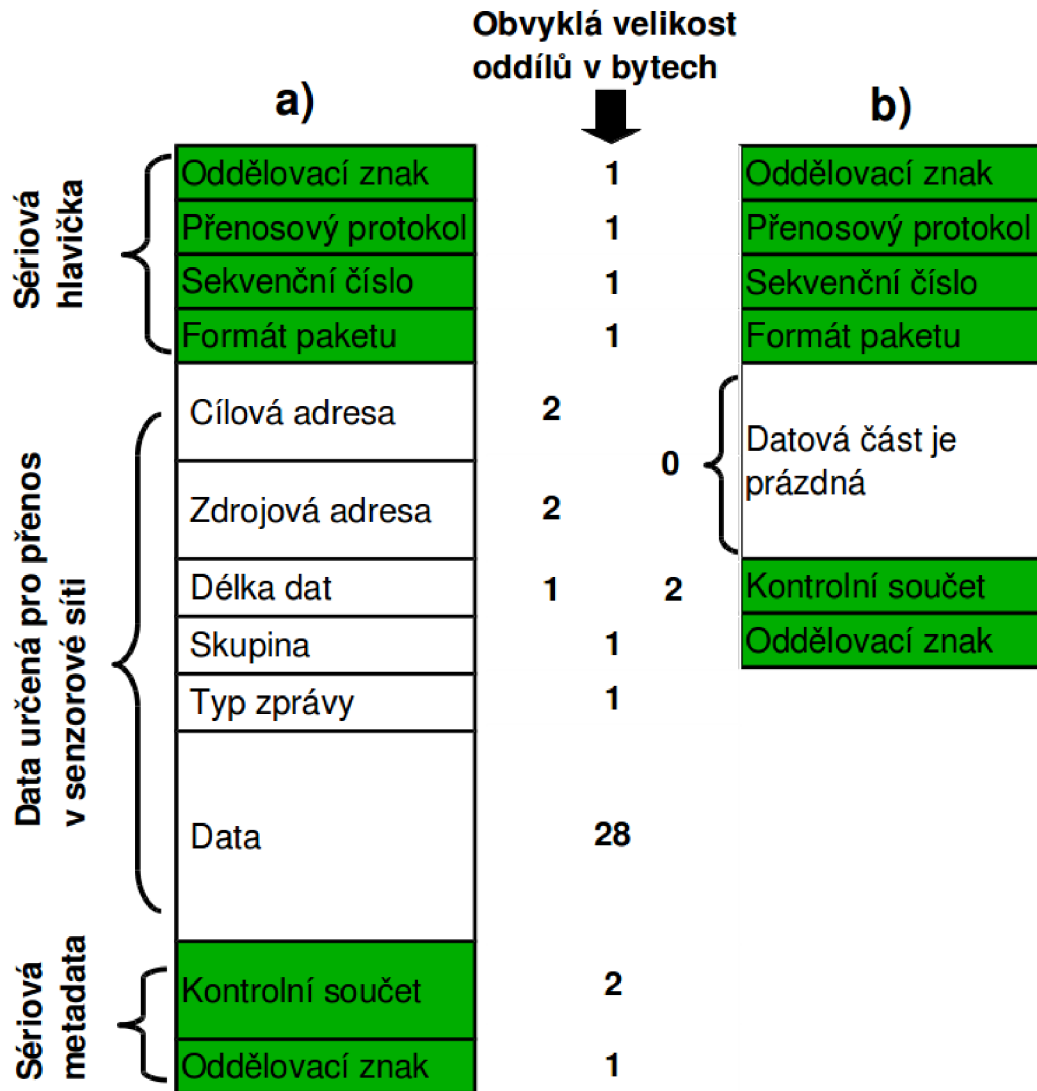 Obvyklá velikost
oddílů v bytech
a)
b)
Sériová
hlavička
Oddělovací znak
1
Oddělovací znak
Přenosový protokol
1
Přenosový protokol
Sekvenční číslo
1
Sekvenční číslo
Formát paketu
1
Formát paketu
Data určená pro přenos
v senzorové síti
Cílová adresa
2
0
Datová část je
prázdná
Zdrojová adresa
2
Délka dat
1
2
Kontrolní součet
Skupina
1
Oddělovací znak
Typ zprávy
1
Data
28
Sériová
metadata
Kontrolní součet
2
Oddělovací znak
1